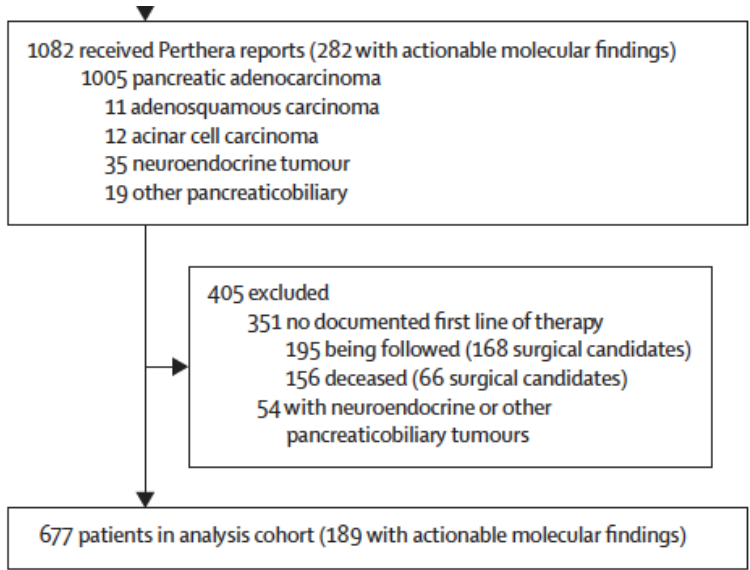 1082 received Perthera reports (282 with actionable molecular findings)
1005 pancreatic adenocarcinoma
11 adenosquamous carcinoma
12 acinar cell carcinoma
35 neuroendocrine tumour
19 other pancreaticobiliary
405 excluded
351 no documented first line of therapy
195 being followed (168 surgical candidates)
156 deceased (66 surgical candidates)
54 with neuroendocrine or other
pancreaticobiliary tumours
677 patients in analysis cohort (189 with actionable molecular findings)